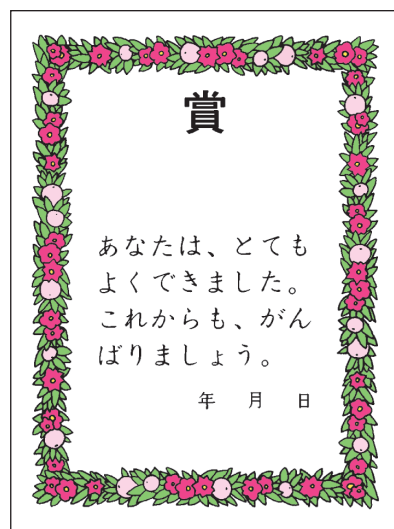 賞
あなたは、とても
よくできました。
これからも、がん
ばりましょう。
年 月 日